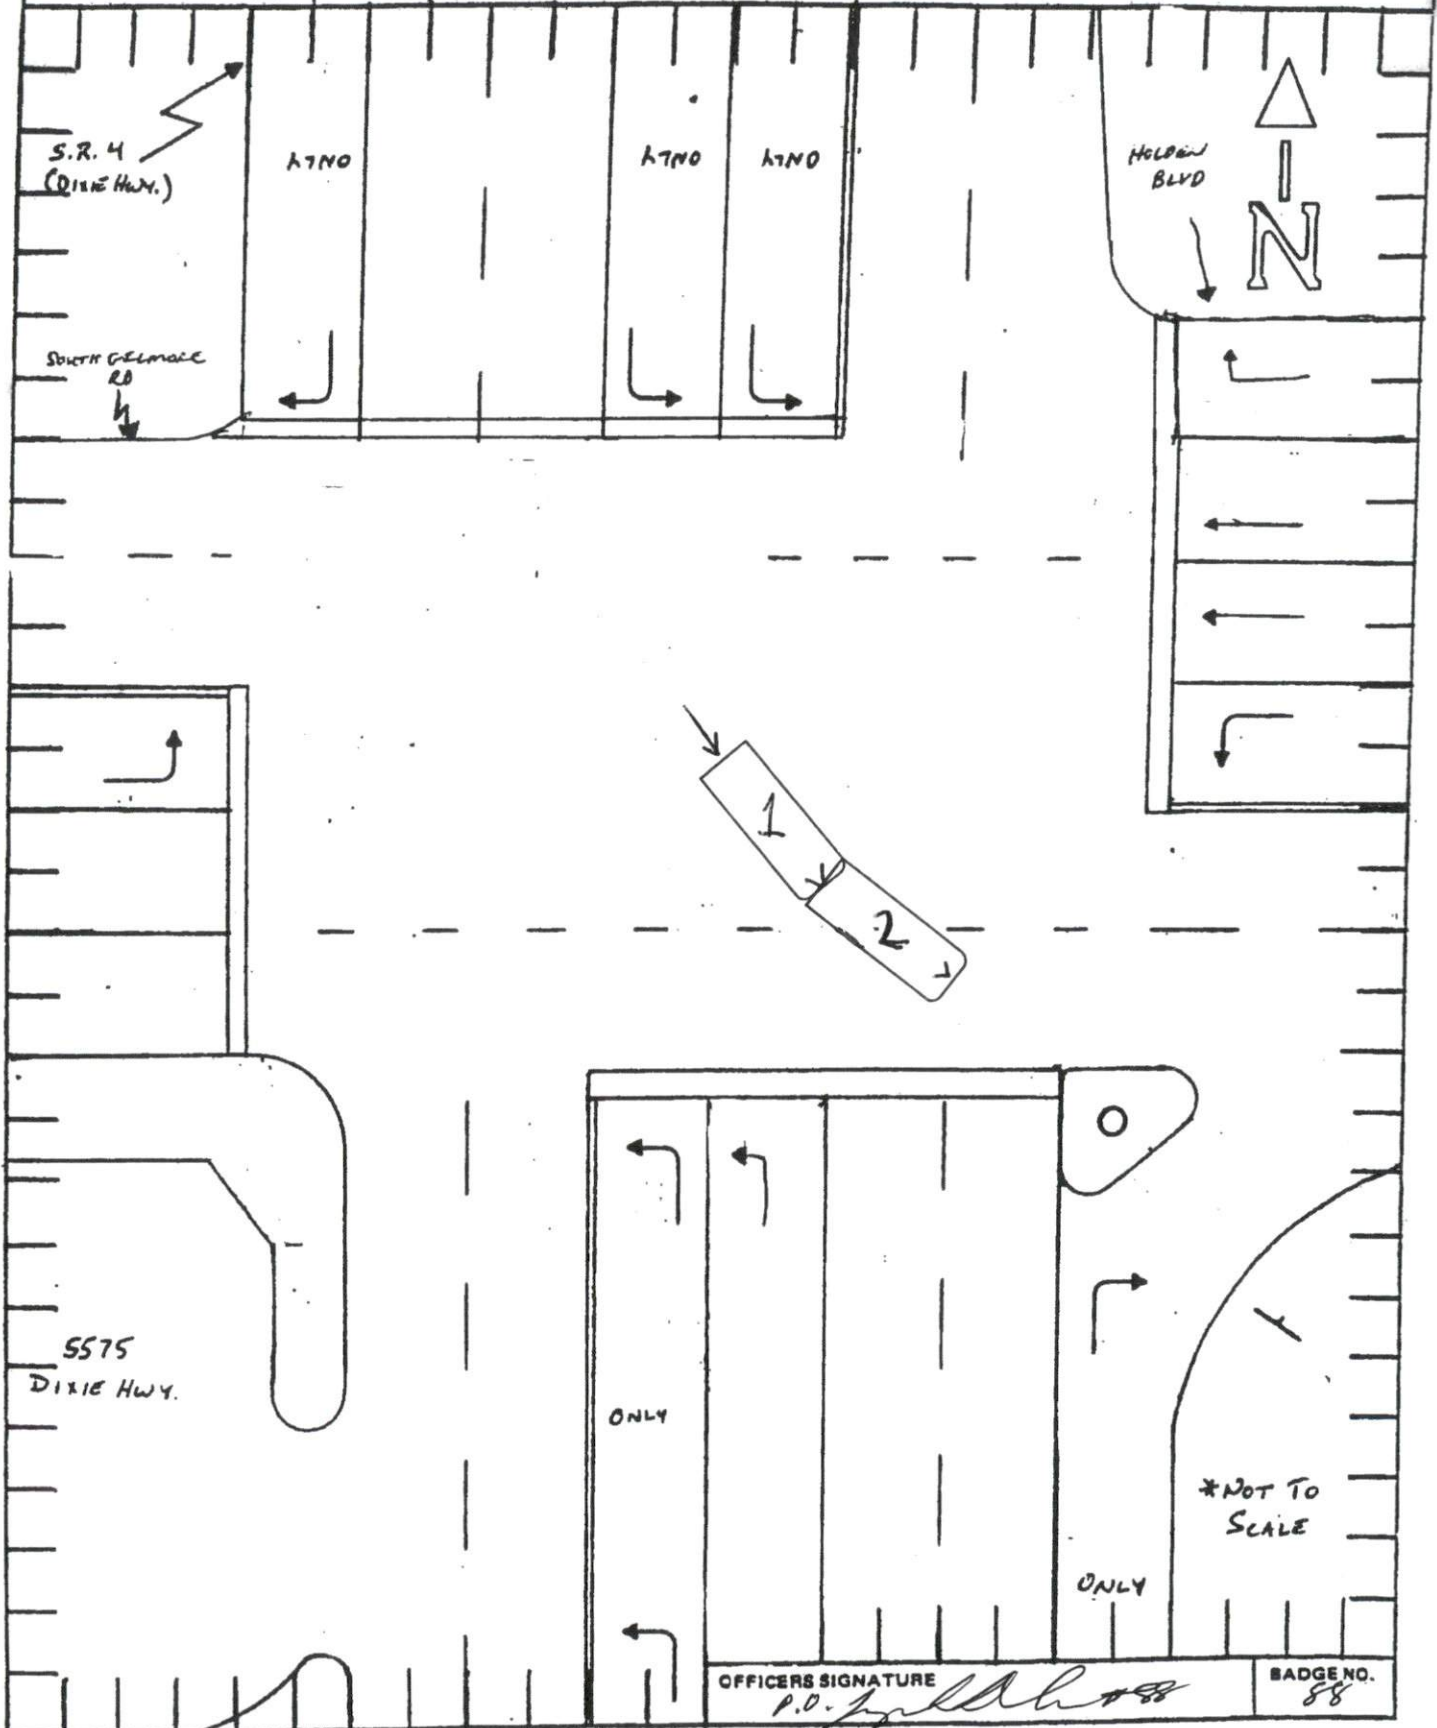 S.R. 4
(DIXIE HWY.)
ONLY
ONLY
ONLY
HOLDEN
BLVD
N
SOUTH GILMORE
RD
1
2
5575
DIXIE HWY.
ONLY
*NOT TO
SCALE
ONLY
OFFICERS SIGNATURE
P.O. #88
BADGE NO.
88